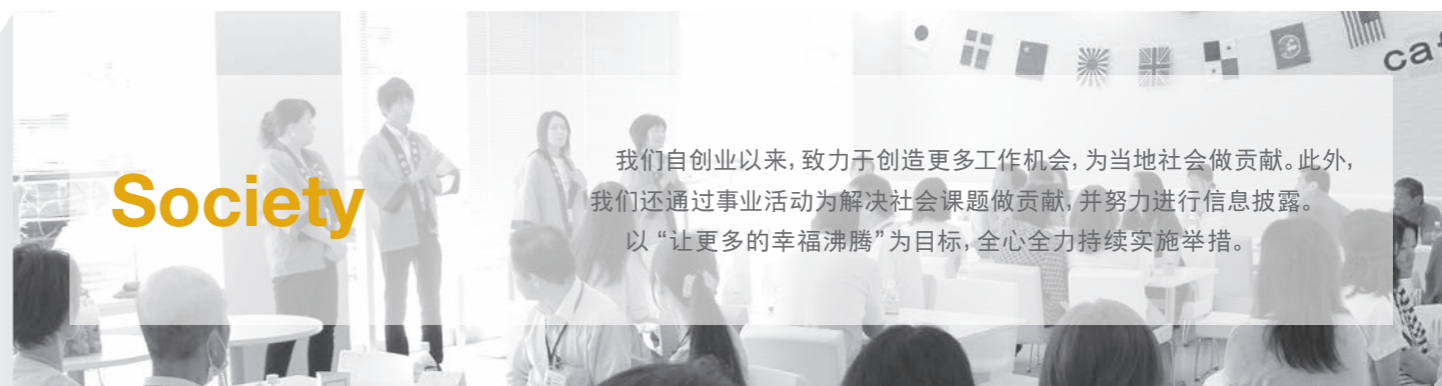 Society
我们自创业以来，致力于创造更多工作机会，为当地社会做贡献。此外，
我们还通过事业活动为解决社会课题做贡献，并努力进行信息披露。
以“让更多的幸福沸腾”为目标，全心全力持续实施举措。